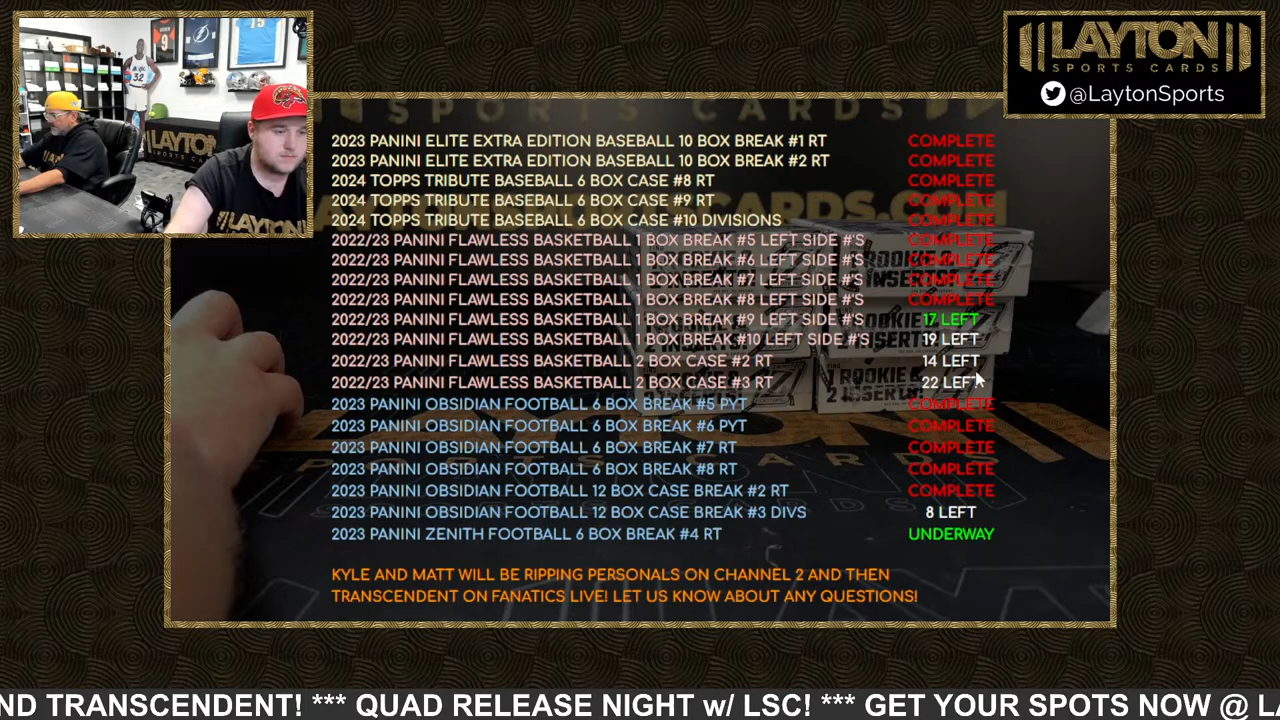 LAYTON
SPORTS CARDS
@LaytonSports
SPORTS CARDS
2023 PANINI ELITE EXTRA EDITION BASEBALL 10 BOX BREAK #1 RT COMPLETE
2023 PANINI ELITE EXTRA EDITION BASEBALL 10 BOX BREAK #2 RT COMPLETE
2024 TOPPS TRIBUTE BASEBALL 6 BOX CASE #8 RT COMPLETE
2024 TOPPS TRIBUTE BASEBALL 6 BOX CASE #9 RT COMPLETE
2024 TOPPS TRIBUTE BASEBALL 6 BOX CASE #10 DIVISIONS COMPLETE
2022/23 PANINI FLAWLESS BASKETBALL 1 BOX BREAK #5 LEFT SIDE #'S COMPLETE
2022/23 PANINI FLAWLESS BASKETBALL 1 BOX BREAK #6 LEFT SIDE #'S COMPLETE
2022/23 PANINI FLAWLESS BASKETBALL 1 BOX BREAK #7 LEFT SIDE #'S COMPLETE
2022/23 PANINI FLAWLESS BASKETBALL 1 BOX BREAK #8 LEFT SIDE #'S COMPLETE
2022/23 PANINI FLAWLESS BASKETBALL 1 BOX BREAK #9 LEFT SIDE #'S 17 LEFT
2022/23 PANINI FLAWLESS BASKETBALL 1 BOX BREAK #10 LEFT SIDE #'S 19 LEFT
2022/23 PANINI FLAWLESS BASKETBALL 2 BOX CASE #2 RT 14 LEFT
2022/23 PANINI FLAWLESS BASKETBALL 2 BOX CASE #3 RT 22 LEFT
2023 PANINI OBSIDIAN FOOTBALL 6 BOX BREAK #5 PYT COMPLETE
2023 PANINI OBSIDIAN FOOTBALL 6 BOX BREAK #6 PYT COMPLETE
2023 PANINI OBSIDIAN FOOTBALL 6 BOX BREAK #7 RT COMPLETE
2023 PANINI OBSIDIAN FOOTBALL 6 BOX BREAK #8 RT COMPLETE
2023 PANINI OBSIDIAN FOOTBALL 12 BOX CASE BREAK #2 RT COMPLETE
2023 PANINI OBSIDIAN FOOTBALL 12 BOX CASE BREAK #3 DIVS 8 LEFT
2023 PANINI ZENITH FOOTBALL 6 BOX BREAK #4 RT UNDERWAY
KYLE AND MATT WILL BE RIPPING PERSONALS ON CHANNEL 2 AND THEN
TRANSCENDENT ON FANATICS LIVE! LET US KNOW ABOUT ANY QUESTIONS!
ND TRANSCENDENT! *** QUAD RELEASE NIGHT w/ LSC! *** GET YOUR SPOTS NOW @ LA